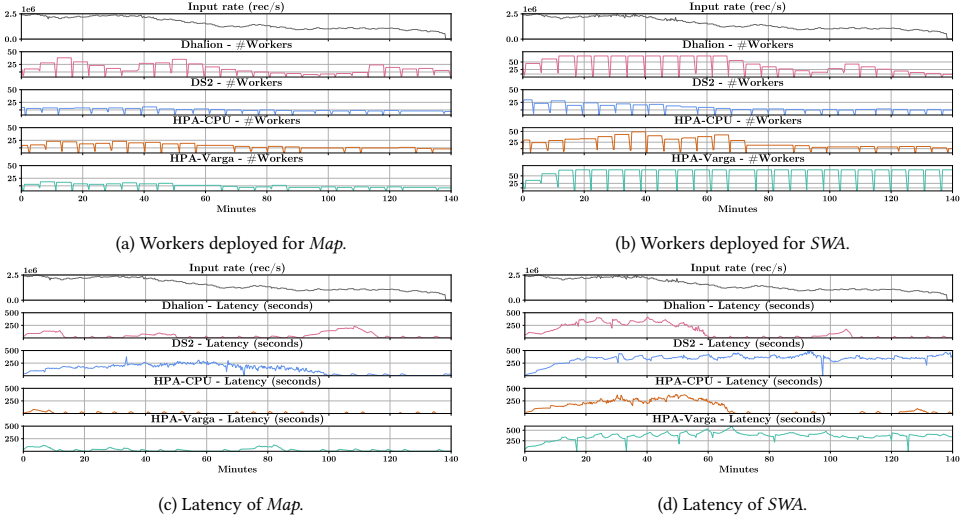 Input rate (rec/s)
1e6
2.5
0.0
Dhalion - #Workers
50
25
DS2 - #Workers
50
25
HPA-CPU - #Workers
50
25
HPA-Varga - #Workers
50
25
0 20 40 60 80 100 120 140
Minutes
(a) Workers deployed for Map.
Input rate (rec/s)
1e6
2.5
0.0
Dhalion - #Workers
50
25
DS2 - #Workers
50
25
HPA-CPU - #Workers
50
25
HPA-Varga - #Workers
50
25
0 20 40 60 80 100 120 140
Minutes
(b) Workers deployed for SWA.
Input rate (rec/s)
1e6
2.5
0.0
Dhalion - Latency (seconds)
500
250
DS2 - Latency (seconds)
500
250
HPA-CPU - Latency (seconds)
500
250
HPA-Varga - Latency (seconds)
500
250
0 20 40 60 80 100 120 140
Minutes
(c) Latency of Map.
Input rate (rec/s)
1e6
2.5
0.0
Dhalion - Latency (seconds)
500
250
DS2 - Latency (seconds)
500
250
HPA-CPU - Latency (seconds)
500
250
HPA-Varga - Latency (seconds)
500
250
0 20 40 60 80 100 120 140
Minutes
(d) Latency of SWA.